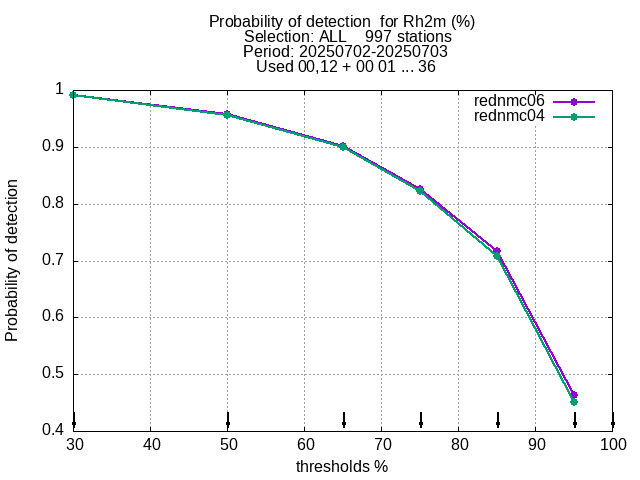 Probability of detection  for Rh2m (%)
Selection: ALL    997 stations
Period: 20250702-20250703
Used 00,12 + 00 01 ... 36
rednmc06
rednmc04
1
0.9
0.8
0.7
0.6
0.5
0.4
Probability of detection
30 40 50 60 70 80 90 100
thresholds %